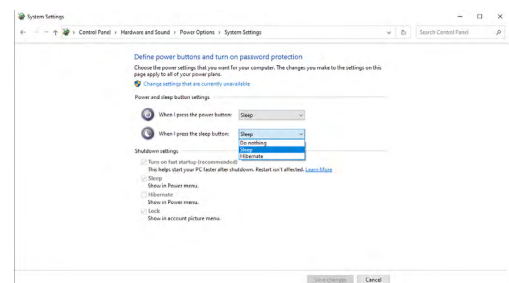 System Settings
Control Panel > Hardware and Sound > Power Options > System Settings
Search Control Panel
Define power buttons and turn on password protection
Choose the power settings that you want for your computer. The changes you make to the settings on this
page apply to all of your power plans.
Change settings that are currently unavailable
Power and sleep button settings
When I press the power button: Sleep
When I press the sleep button: Sleep
Do nothing
Sleep
Hibernate
Shutdown settings
Turn on fast startup (recommended)
This helps start your PC faster after shutdown. Restart isn't affected. Learn More
Sleep
Show in Power menu.
Hibernate
Show in Power menu.
Lock
Show in account picture menu.
Save changes Cancel